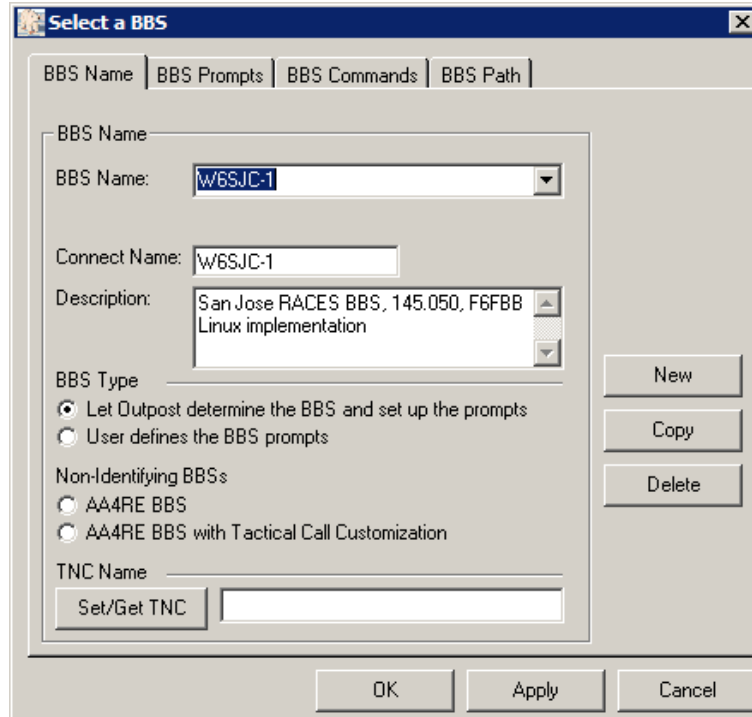 Select a BBS
BBS Name BBS Prompts BBS Commands BBS Path
BBS Name
BBS Name: W6SJC-1
Connect Name: W6SJC-1
Description: San Jose RACES BBS, 145.050, F6FBB
Linux implementation
BBS Type
Let Outpost determine the BBS and set up the prompts
User defines the BBS prompts
Non-Identifying BBSs
AA4RE BBS
AA4RE BBS with Tactical Call Customization
TNC Name
Set/Get TNC
New
Copy
Delete
OK Apply Cancel